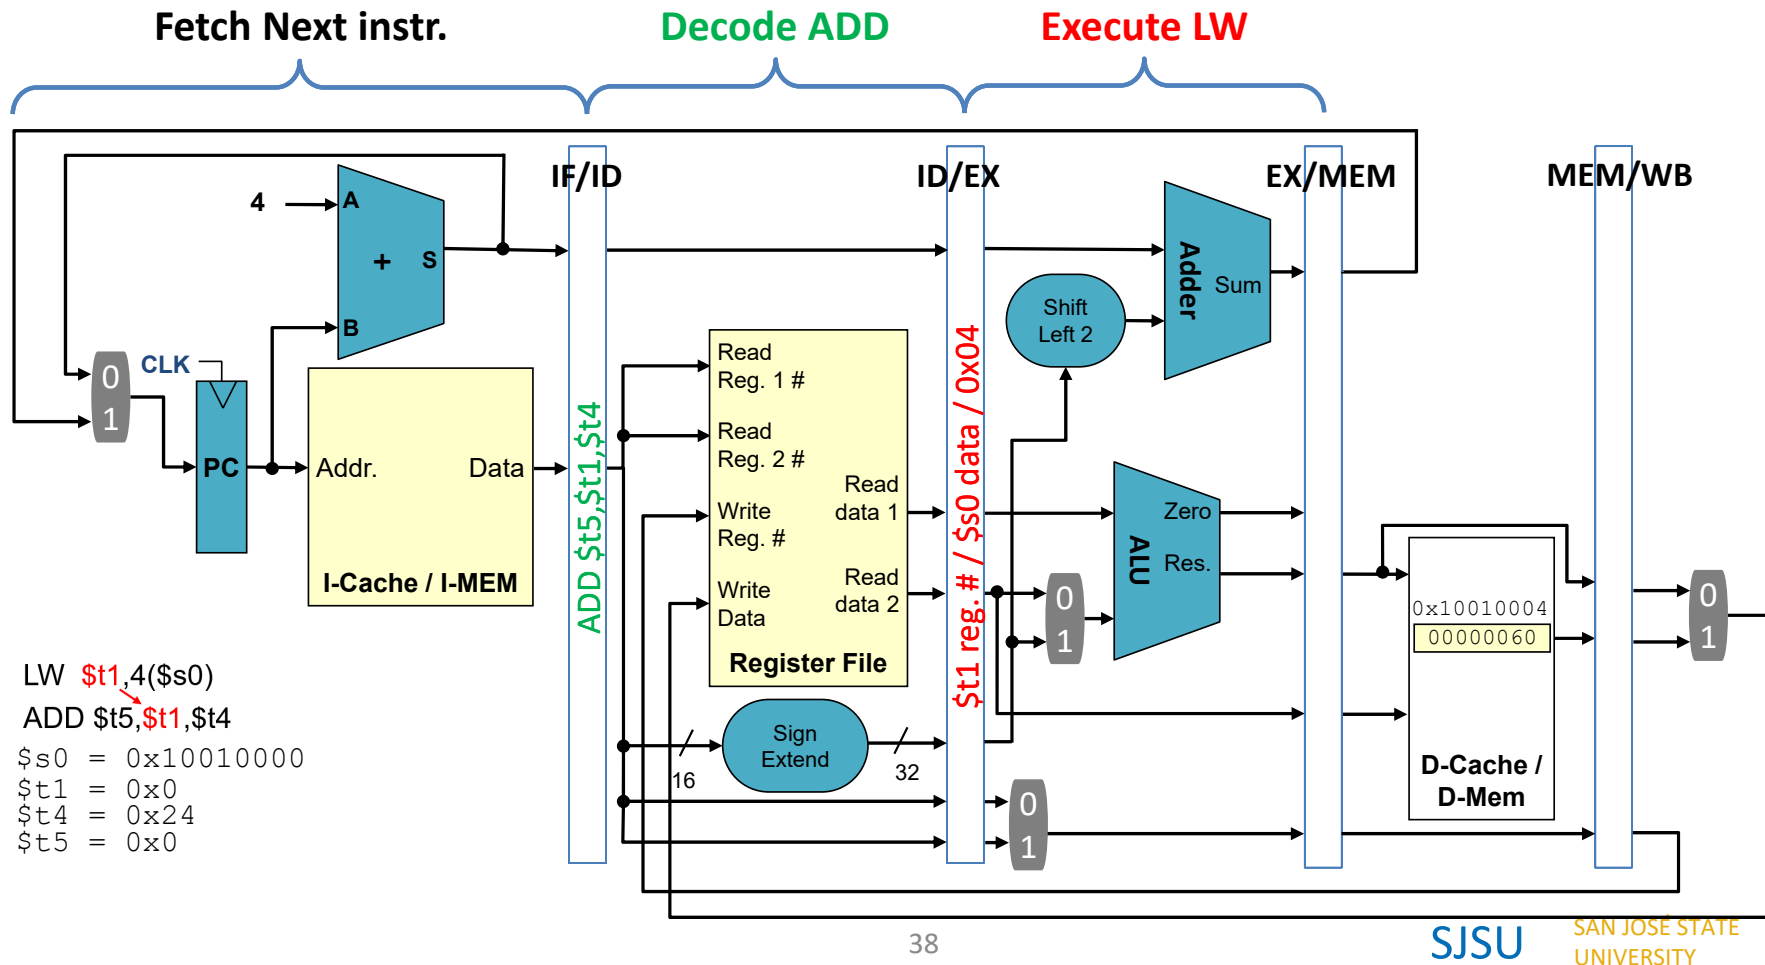 Fetch Next instr.
Decode ADD
Execute LW
IF/ID
ID/EX
EX/MEM
MEM/WB
4
A
+
S
B
CLK
0
1
PC
Addr.
Data
I-Cache / I-MEM
ADD $t5,$t1,$t4
Read
Reg. 1 #
Read
Reg. 2 #
Write
Reg. #
Write
Data
Read
data 1
Read
data 2
Register File
Sign
Extend
16
32
$t1 reg. # / $s0 data / 0x04
Shift
Left 2
Adder
Sum
ALU
Zero
Res.
0
1
0
1
0x10010004
00000060
D-Cache /
D-Mem
0
1
LW $t1,4($s0)
ADD $t5,$t1,$t4
$s0 = 0x10010000
$t1 = 0x0
$t4 = 0x24
$t5 = 0x0
38
SJSU
SAN JOSÉ STATE
UNIVERSITY